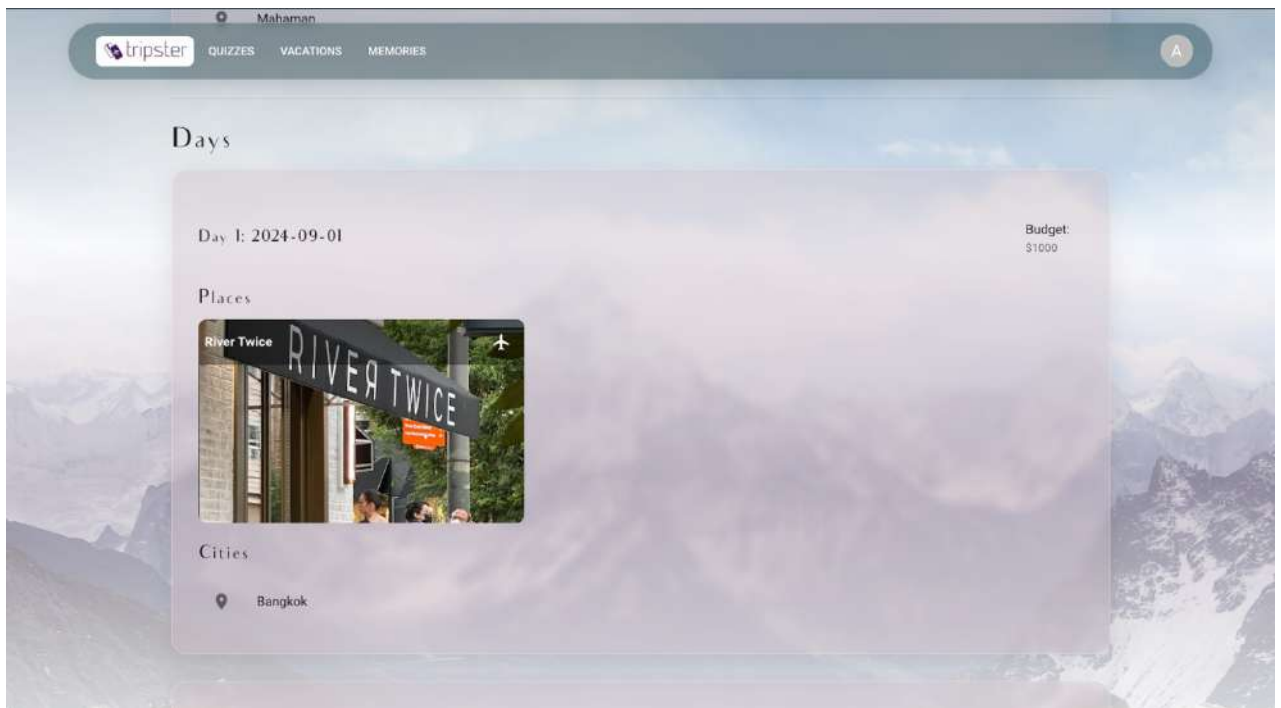 Mahaman
tripster QUIZZES VACATIONS MEMORIES A
Days
Day 1: 2024-09-01
Budget:
$1000
Places
River Twice
RIVEЯ TWICE
Cities
Bangkok